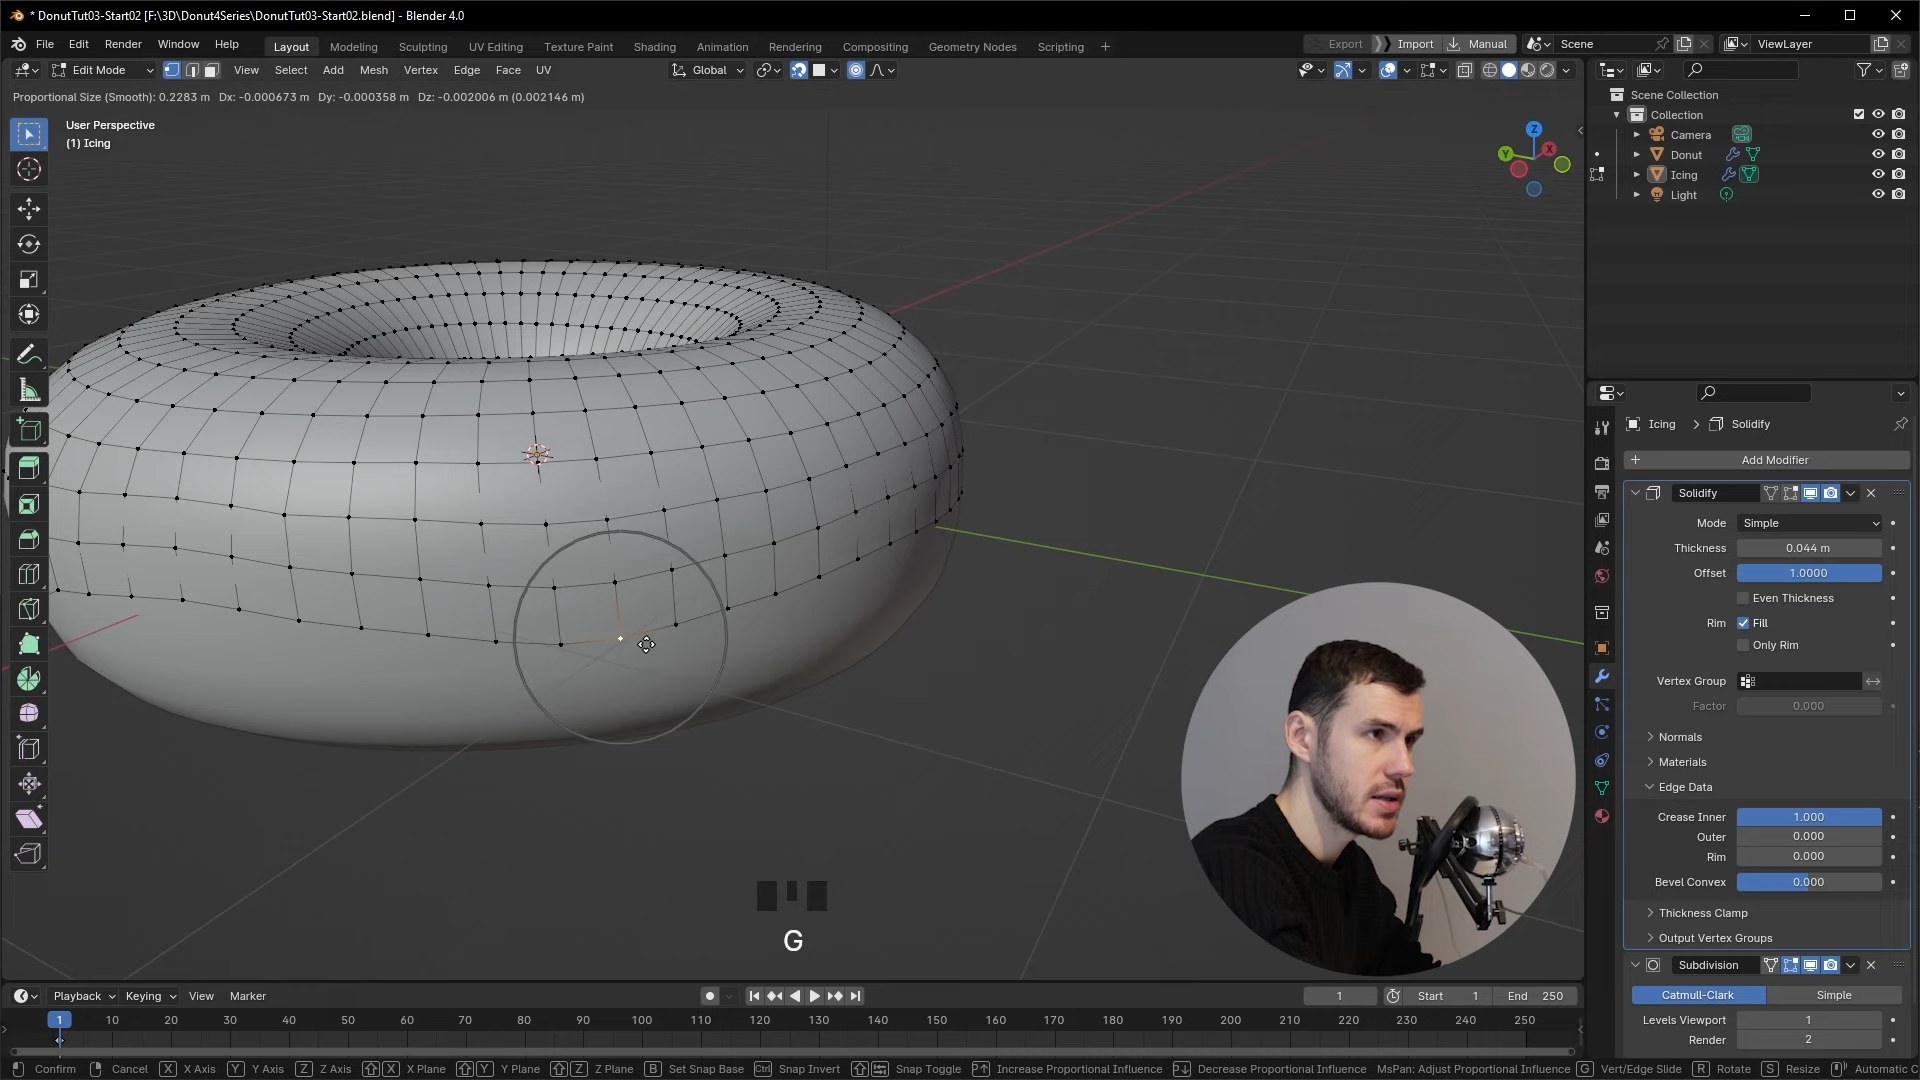 * DonutTut03-Start02 [F:\3D\Donut4Series\DonutTut03-Start02.blend] - Blender 4.0
File Edit Render Window Help Layout Modeling Sculpting UV Editing Texture Paint Shading Animation Rendering Compositing Geometry Nodes Scripting + Export Import Manual Scene ViewLayer
Edit Mode View Select Add Mesh Vertex Edge Face UV Global
Proportional Size (Smooth): 0.2283 m Dx: -0.000673 m Dy: -0.000358 m Dz: -0.002006 m (0.002146 m)
User Perspective
(1) Icing
Z
Y
X
G
Scene Collection
Collection
Camera
Donut
Icing
Light
Icing > Solidify
+ Add Modifier
Solidify
Mode Simple
Thickness 0.044 m
Offset 1.0000
Even Thickness
Rim Fill
Only Rim
Vertex Group
Factor 0.000
Normals
Materials
Edge Data
Crease Inner 1.000
Outer 0.000
Rim 0.000
Bevel Convex 0.000
Thickness Clamp
Output Vertex Groups
Subdivision
Catmull-Clark Simple
Levels Viewport 1
Render 2
Playback Keying View Marker 1 Start 1 End 250
1 10 20 30 40 50 60 70 80 90 100 110 120 130 140 150 160 170 180 190 200 210 220 230 240 250
Confirm Cancel X X Axis Y Y Axis Z Z Axis X X Plane Y Y Plane Z Z Plane B Set Snap Base Ctrl Snap Invert Snap Toggle Increase Proportional Influence Decrease Proportional Influence MsPan: Adjust Proportional Influence G Vert/Edge Slide R Rotate S Resize Automatic C